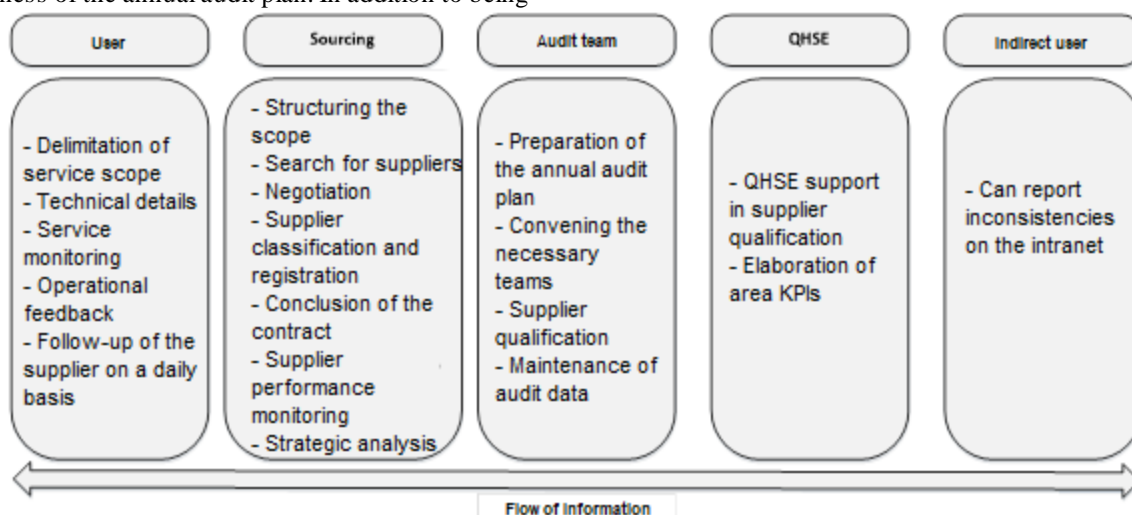 ness of the annual audit plan. In addition to being
User
Sourcing
Audit team
QHSE
Indirect user
- Delimitation of
service scope
- Technical details
- Service
monitoring
- Operational
feedback
- Follow-up of the
supplier on a daily
basis
- Structuring the
scope
- Search for suppliers
- Negotiation
- Supplier
classification and
registration
- Conclusion of the
contract
- Supplier
performance
monitoring
- Strategic analysis
- Preparation of
the annual audit
plan
- Convening the
necessary
teams
- Supplier
qualification
- Maintenance of
audit data
- QHSE support
in supplier
qualification
- Elaboration of
area KPIs
- Can report
inconsistencies
on the intranet
Flow of information